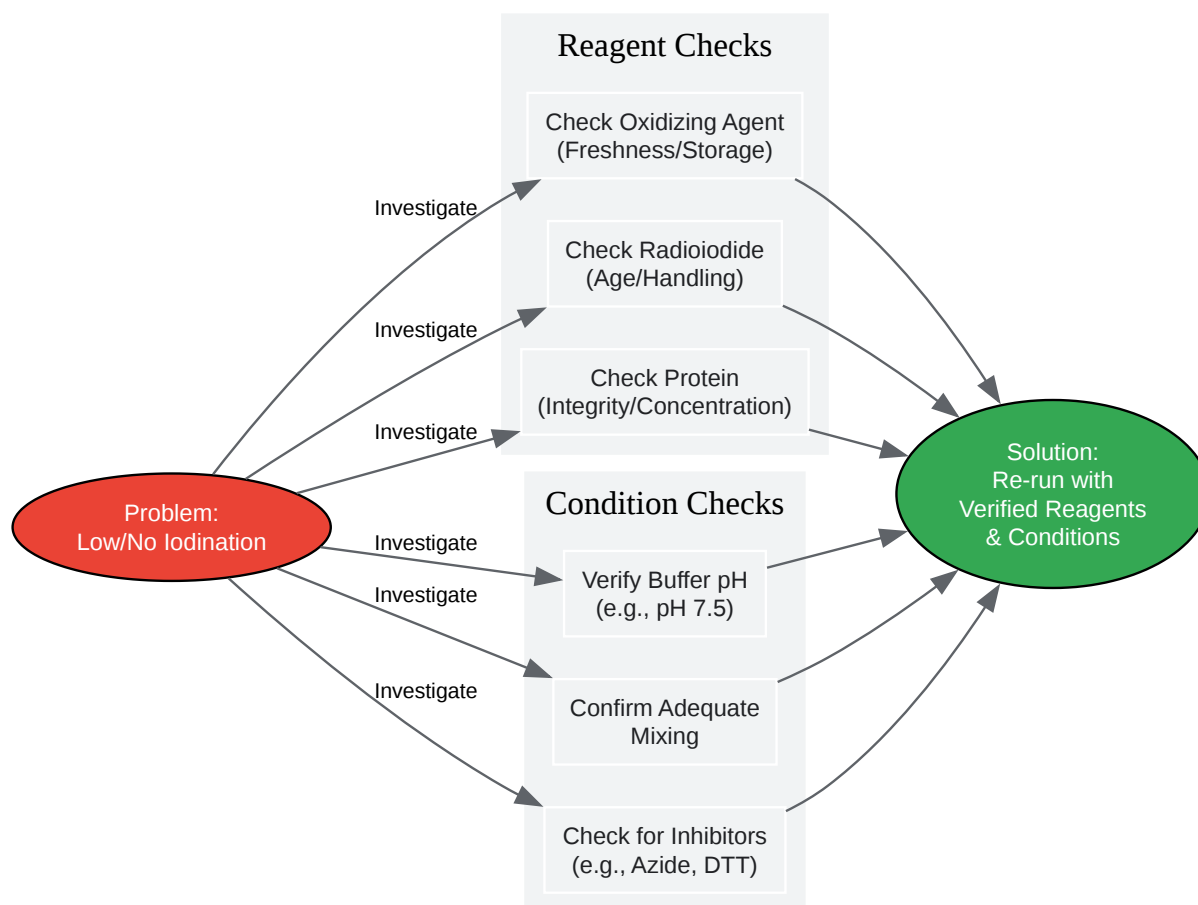 Reagent Checks
Check Oxidizing Agent
(Freshness/Storage)
Investigate
Check Radioiodide
(Age/Handling)
Investigate
Check Protein
(Integrity/Concentration)
Investigate
Problem:
Low/No Iodination
Solution:
Re-run with
Verified Reagents
& Conditions
Condition Checks
Investigate
Verify Buffer pH
(e.g., pH 7.5)
Investigate
Confirm Adequate
Mixing
Investigate
Check for Inhibitors
(e.g., Azide, DTT)